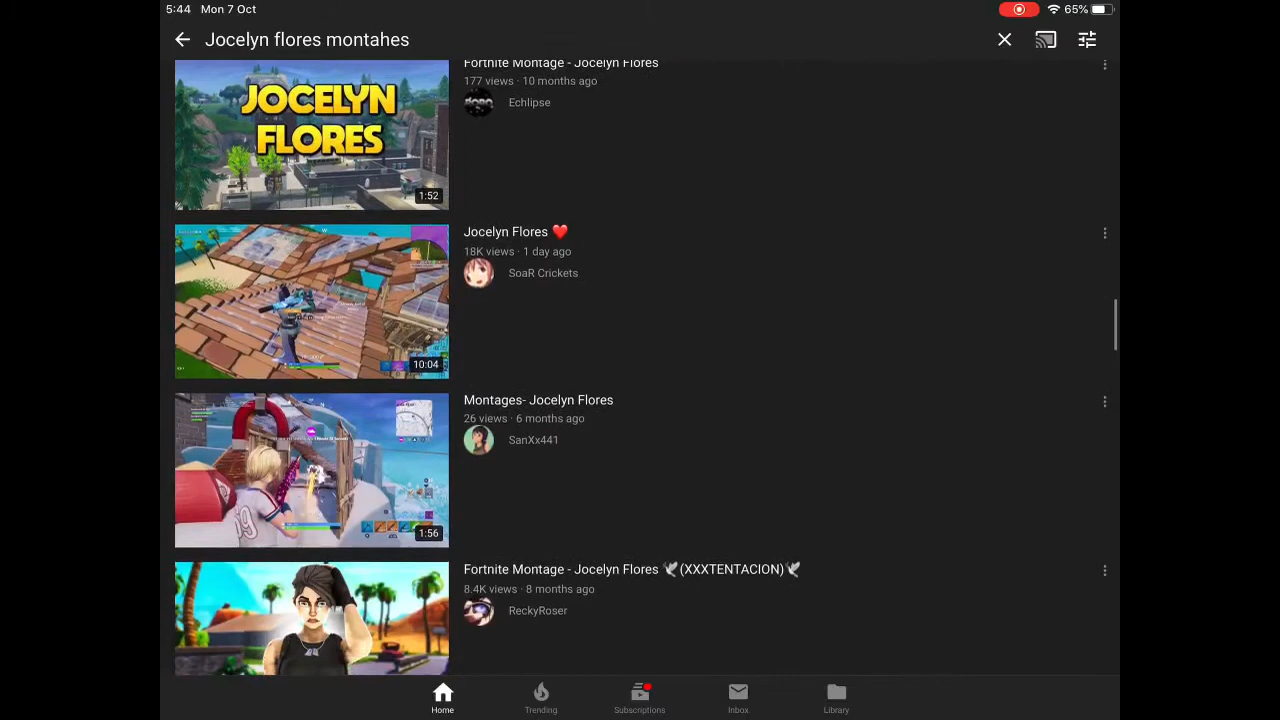 5:44 Mon 7 Oct
65%
Jocelyn flores montahes
JOCELYN
FLORES
1:52
Fortnite Montage - Jocelyn Flores
177 views · 10 months ago
Echlipse
10:04
Jocelyn Flores ❤️
18K views · 1 day ago
SoaR Crickets
1:56
Montages- Jocelyn Flores
26 views · 6 months ago
SanXx441
Fortnite Montage - Jocelyn Flores 🕊(XXXTENTACION)🕊
8.4K views · 8 months ago
ReckyRoser
Home
Trending
Subscriptions
Inbox
Library